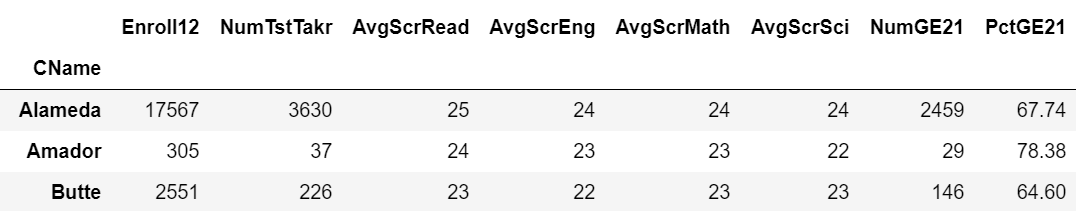 Enroll12 NumTstTakr AvgScrRead AvgScrEng AvgScrMath AvgScrSci NumGE21 PctGE21
CName
Alameda 17567 3630 25 24 24 24 2459 67.74
Amador 305 37 24 23 23 22 29 78.38
Butte 2551 226 23 22 23 23 146 64.60